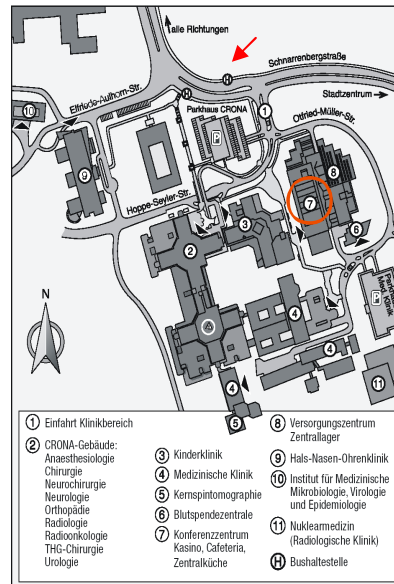 alle Richtungen
Schnarrenbergstraße
H
Stadtzentrum
Elfriede-Aulhorn-Str.
H
10
Parkhaus CRONA
P
1
Otfried-Müller-Str.
9
8
7
Hoppe-Seyler-Str.
6
3
2
N
4
Parkhaus
Med. Klinik
P
4
4
11
5
1 Einfahrt Klinikbereich
2 CRONA-Gebäude:
Anaesthesiologie
Chirurgie
Neurochirurgie
Neurologie
Orthopädie
Radiologie
Radioonkologie
THG-Chirurgie
Urologie
3 Kinderklinik
4 Medizinische Klinik
5 Kernspintomographie
6 Blutspendezentrale
7 Konferenzzentrum
Kasino, Cafeteria,
Zentralküche
8 Versorgungszentrum
Zentrallager
9 Hals-Nasen-Ohrenklinik
10 Institut für Medizinische
Mikrobiologie, Virologie
und Epidemiologie
11 Nuklearmedizin
(Radiologische Klinik)
H Bushaltestelle